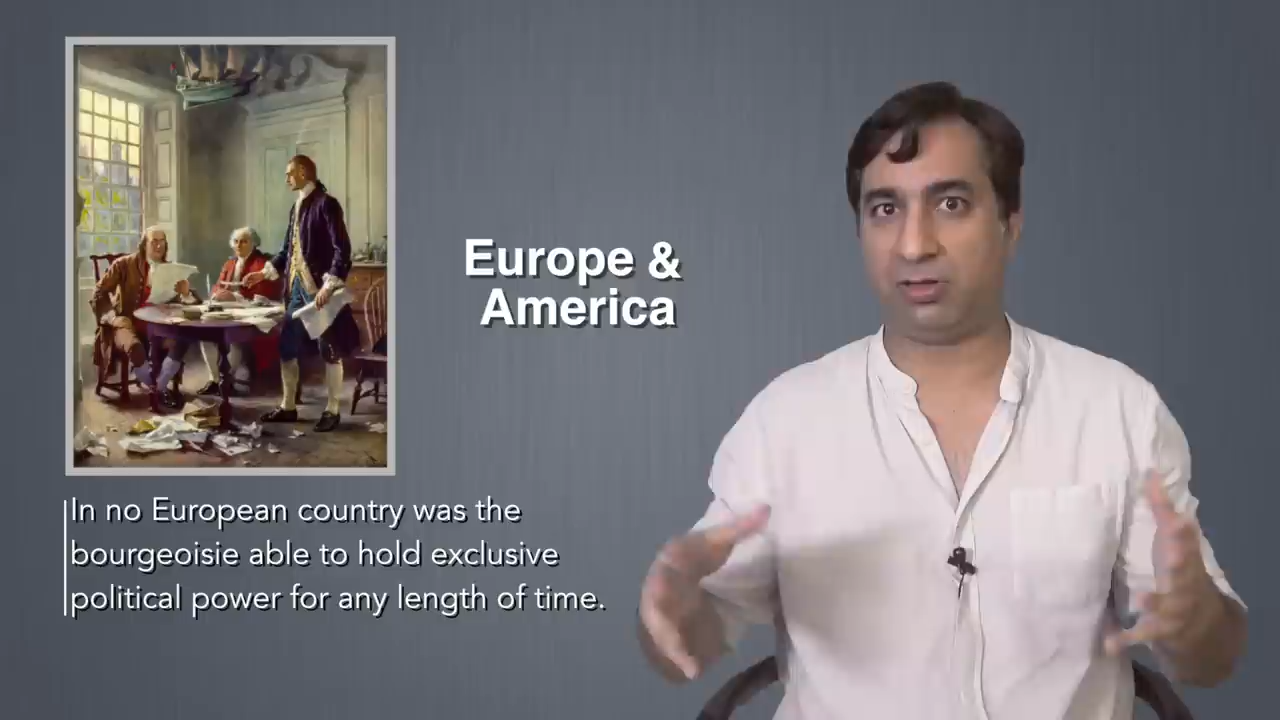 Europe &
America
In no European country was the
bourgeoisie able to hold exclusive
political power for any length of time.